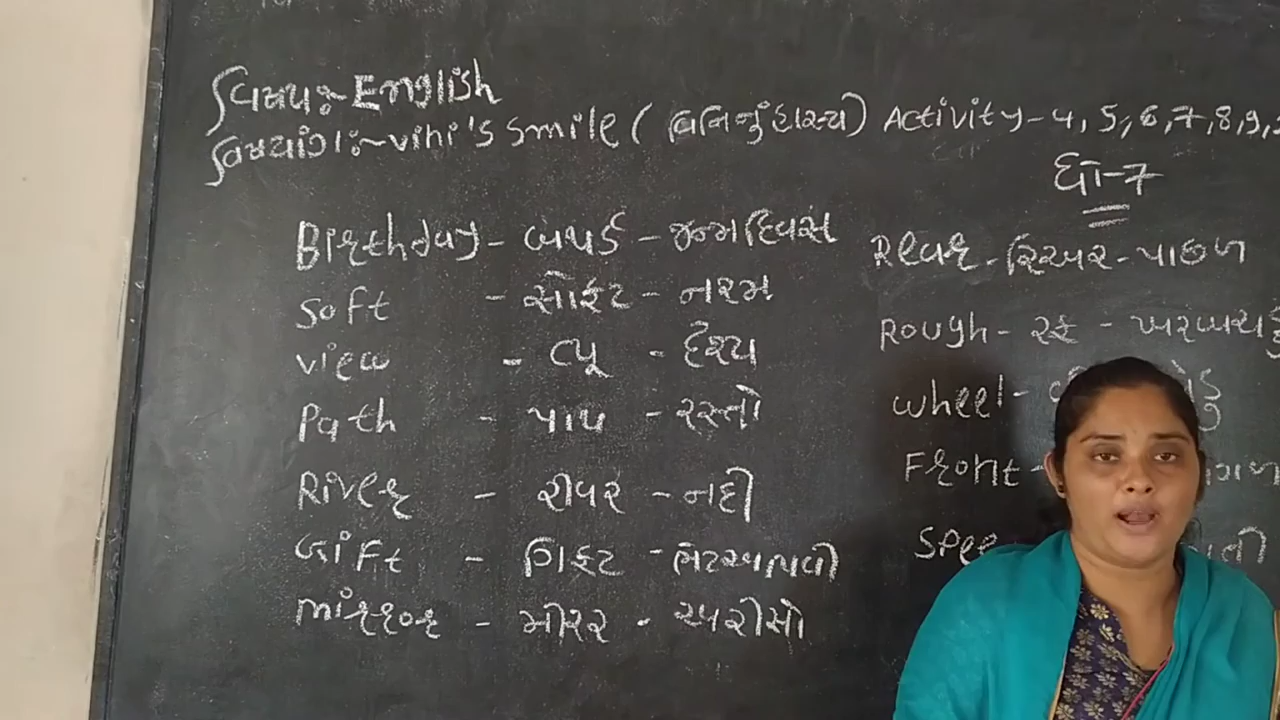 વિષય:- English
વિષયાંગ:- vihi's smile ( વિનિનું હાસ્ય ) Activity - 4, 5, 6, 7, 8, 9,
ધો-7
Birthday - બર્થડે - જન્મદિવસ
soft - સોફ્ટ - નરમ
view - વ્યૂ - દૃશ્ય
Path - પાથ - રસ્તો
River - રીવર - નદી
Gift - ગિફ્ટ - ભેટ આપવી
mirror - મીરર - અરીસો
Rear - રિઅર - પાછળ
Rough - રફ - ખરબચડું
wheel -
Front -